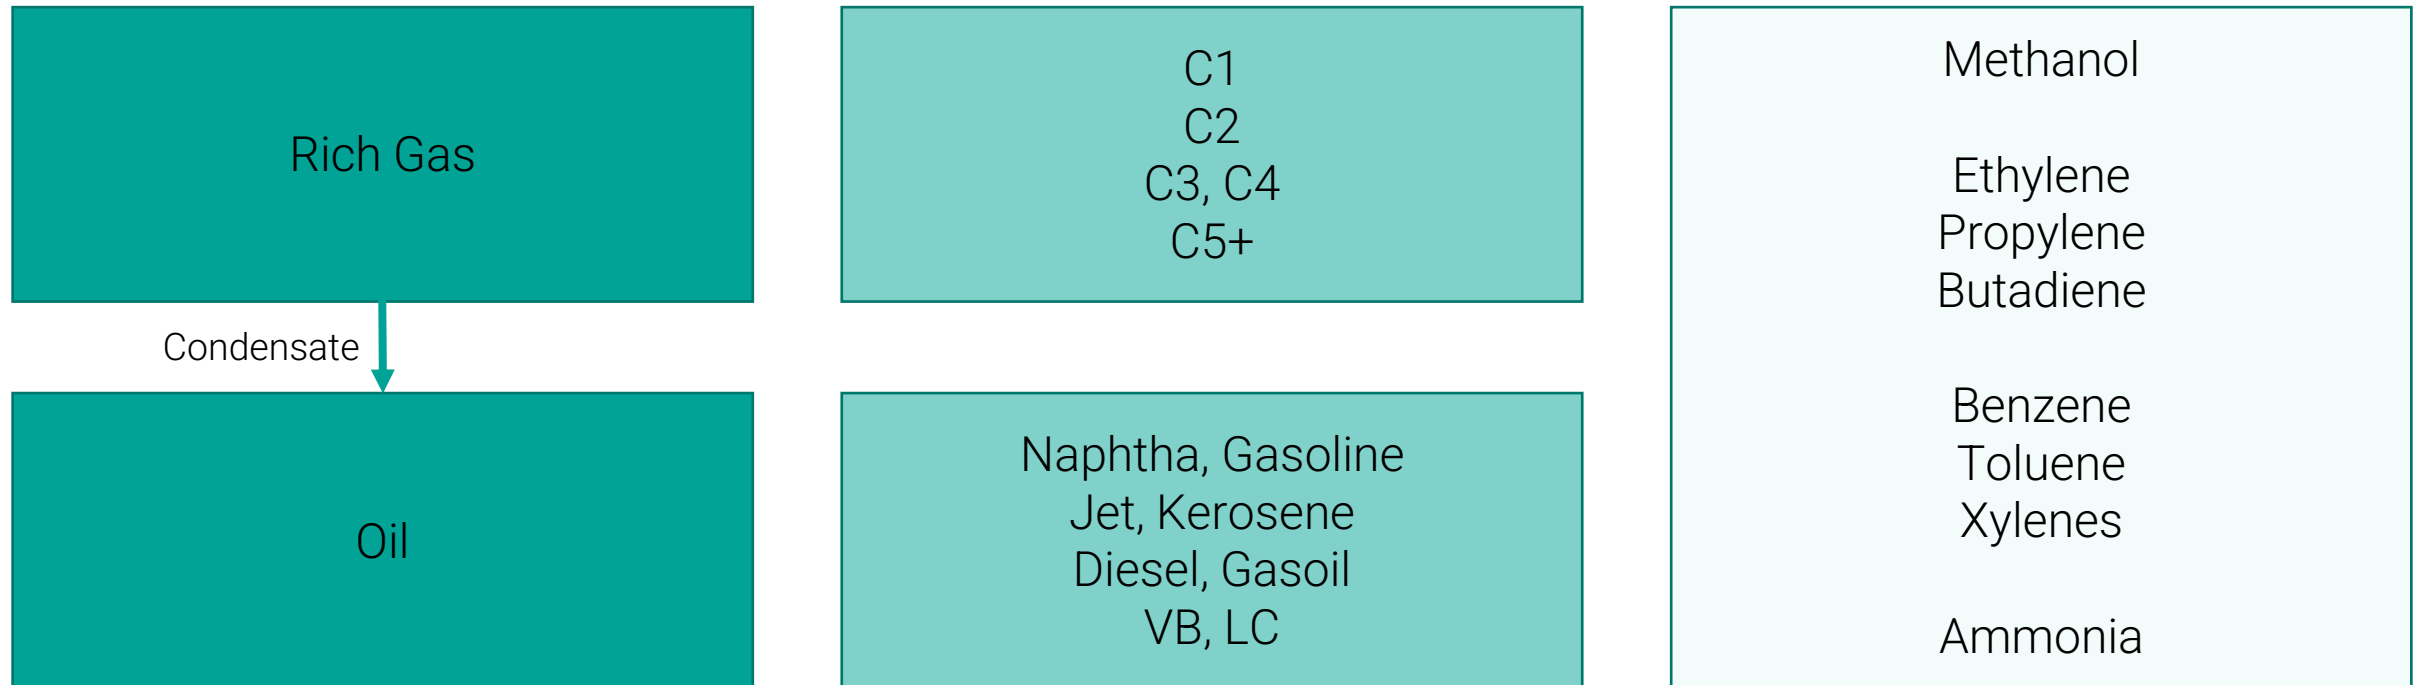 Rich Gas
Condensate
Oil
C1
C2
C3, C4
C5+
Naphtha, Gasoline
Jet, Kerosene
Diesel, Gasoil
VB, LC
Methanol
Ethylene
Propylene
Butadiene
Benzene
Toluene
Xylenes
Ammonia